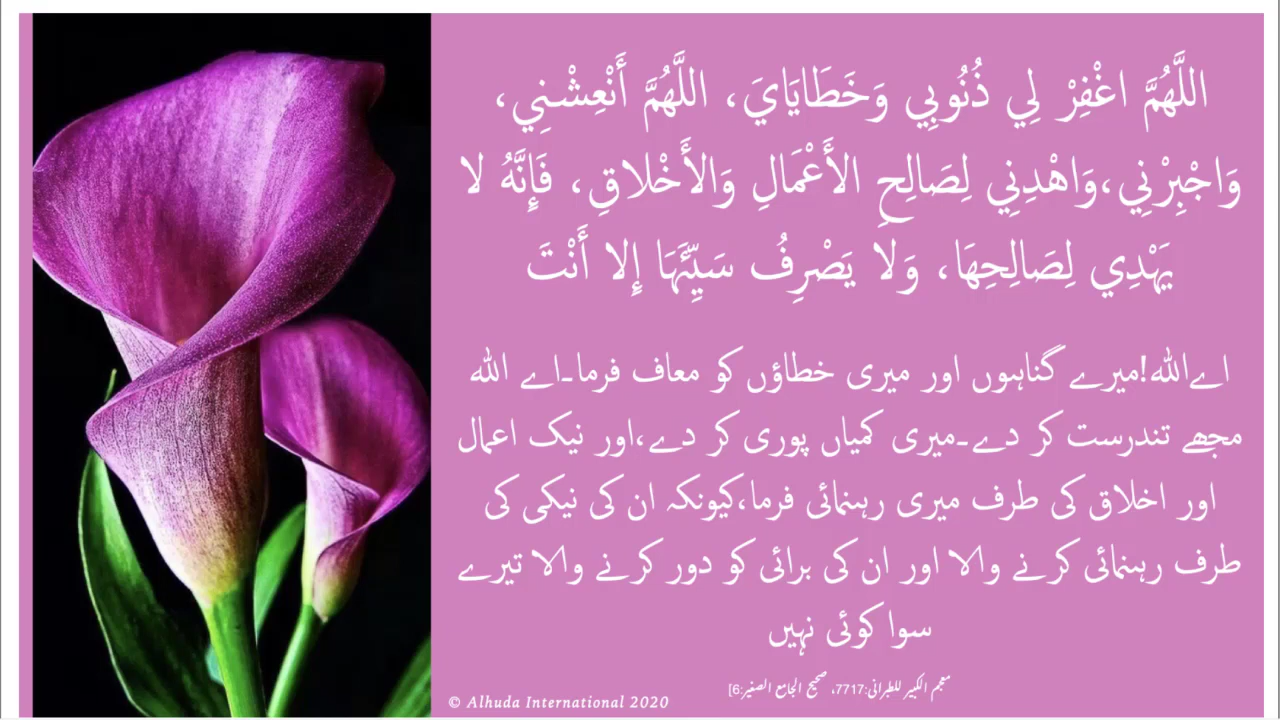 اللَّهُمَّ اغْفِرْ لِي ذُنُوبِي وَخَطَايَايَ، اللَّهُمَّ أَنْعِشْنِي،
وَاجْبِرْنِي،وَاهْدِنِي لِصَالِحِ الأَعْمَالِ وَالأَخْلاقِ، فَإِنَّهُ لا
يَهْدِي لِصَالِحِهَا، وَلا يَصْرِفُ سَيِّئَهَا إِلا أَنْتَ
اےاللہ!میرے گناہوں اور میری خطاؤں کو معاف فرما۔اے اللہ
مجھے تندرست کر دے۔میری کمیاں پوری کر دے،اور نیک اعمال
اور اخلاق کی طرف میری رہنمائی فرما،کیونکہ ان کی نیکی کی
طرف رہنمائی کرنے والا اور ان کی برائی کو دور کرنے والا تیرے
سوا کوئی نہیں
معجم الکبیر للطبرانی:7717، صحیح الجامع الصغیر:6]
© Alhuda International 2020